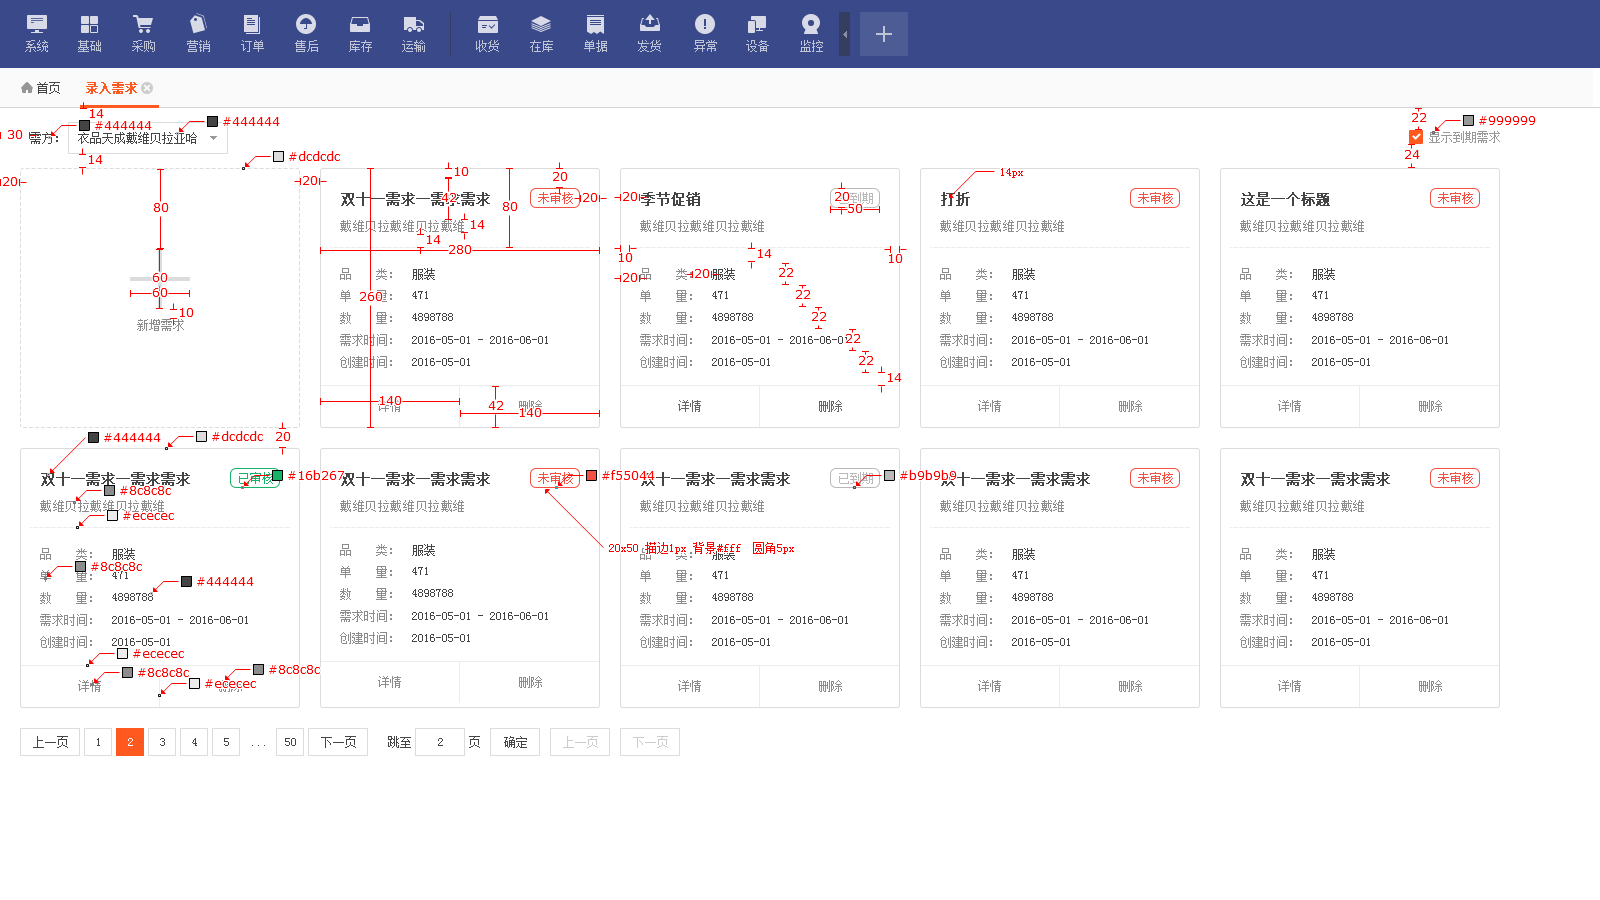 系统 基础 采购 营销 订单 售后 库存 运输 收货 在库 单据 发货 异常 设备 监控
首页 录入需求
14 #444444 #444444 22 #999999
30 需方： 衣品天成戴维贝拉亚哈 显示到期需求
14 #dcdcdc 24
20 20 10 20 14px
80 双十一需求一需求需求 未审核 20 42 80 20 季节促销 已到期 20 50 打折 未审核 这是一个标题 未审核
戴维贝拉戴维贝拉戴维 14 14 戴维贝拉戴维贝拉戴维 戴维贝拉戴维贝拉戴维 戴维贝拉戴维贝拉戴维
280 10 14 10
60 品 类： 服装 20 品 类： 20 服装 22 品 类： 服装 品 类： 服装
60 单 量： 260 471 单 量： 471 22 单 量： 471 单 量： 471
10 数 量： 4898788 数 量： 4898788 22 数 量： 4898788 数 量： 4898788
新增需求
需求时间： 2016-05-01 - 2016-06-01 需求时间： 2016-05-01 - 2016-06-01 22 需求时间： 2016-05-01 - 2016-06-01 需求时间： 2016-05-01 - 2016-06-01
创建时间： 2016-05-01 创建时间： 2016-05-01 22 创建时间： 2016-05-01 创建时间： 2016-05-01
14
140 详情 42 删除 140 详情 删除 详情 删除 详情 删除
#444444 #dcdcdc 20
双十一需求一需求需求 已审核 #16b267 双十一需求一需求需求 未审核 #f55044 双十一需求一需求需求 已到期 #b9b9b9 双十一需求一需求需求 未审核 双十一需求一需求需求 未审核
#8c8c8c
戴维贝拉戴维贝拉戴维 戴维贝拉戴维贝拉戴维 戴维贝拉戴维贝拉戴维 戴维贝拉戴维贝拉戴维 戴维贝拉戴维贝拉戴维
#ececec
20x50 描边1px 背景#fff 圆角5px
品 类： 服装 品 类： 服装 品 类： 服装 品 类： 服装 品 类： 服装
#8c8c8c
单 量： 471 单 量： 471 单 量： 471 单 量： 471 单 量： 471
#444444
数 量： 4898788 数 量： 4898788 数 量： 4898788 数 量： 4898788 数 量： 4898788
需求时间： 2016-05-01 - 2016-06-01 需求时间： 2016-05-01 - 2016-06-01 需求时间： 2016-05-01 - 2016-06-01 需求时间： 2016-05-01 - 2016-06-01 需求时间： 2016-05-01 - 2016-06-01
创建时间： 2016-05-01 创建时间： 2016-05-01 创建时间： 2016-05-01 创建时间： 2016-05-01 创建时间： 2016-05-01
#ececec
#8c8c8c #8c8c8c
详情 #ececec 删除 详情 删除 详情 删除 详情 删除 详情 删除
上一页 1 2 3 4 5 ... 50 下一页 跳至 2 页 确定 上一页 下一页